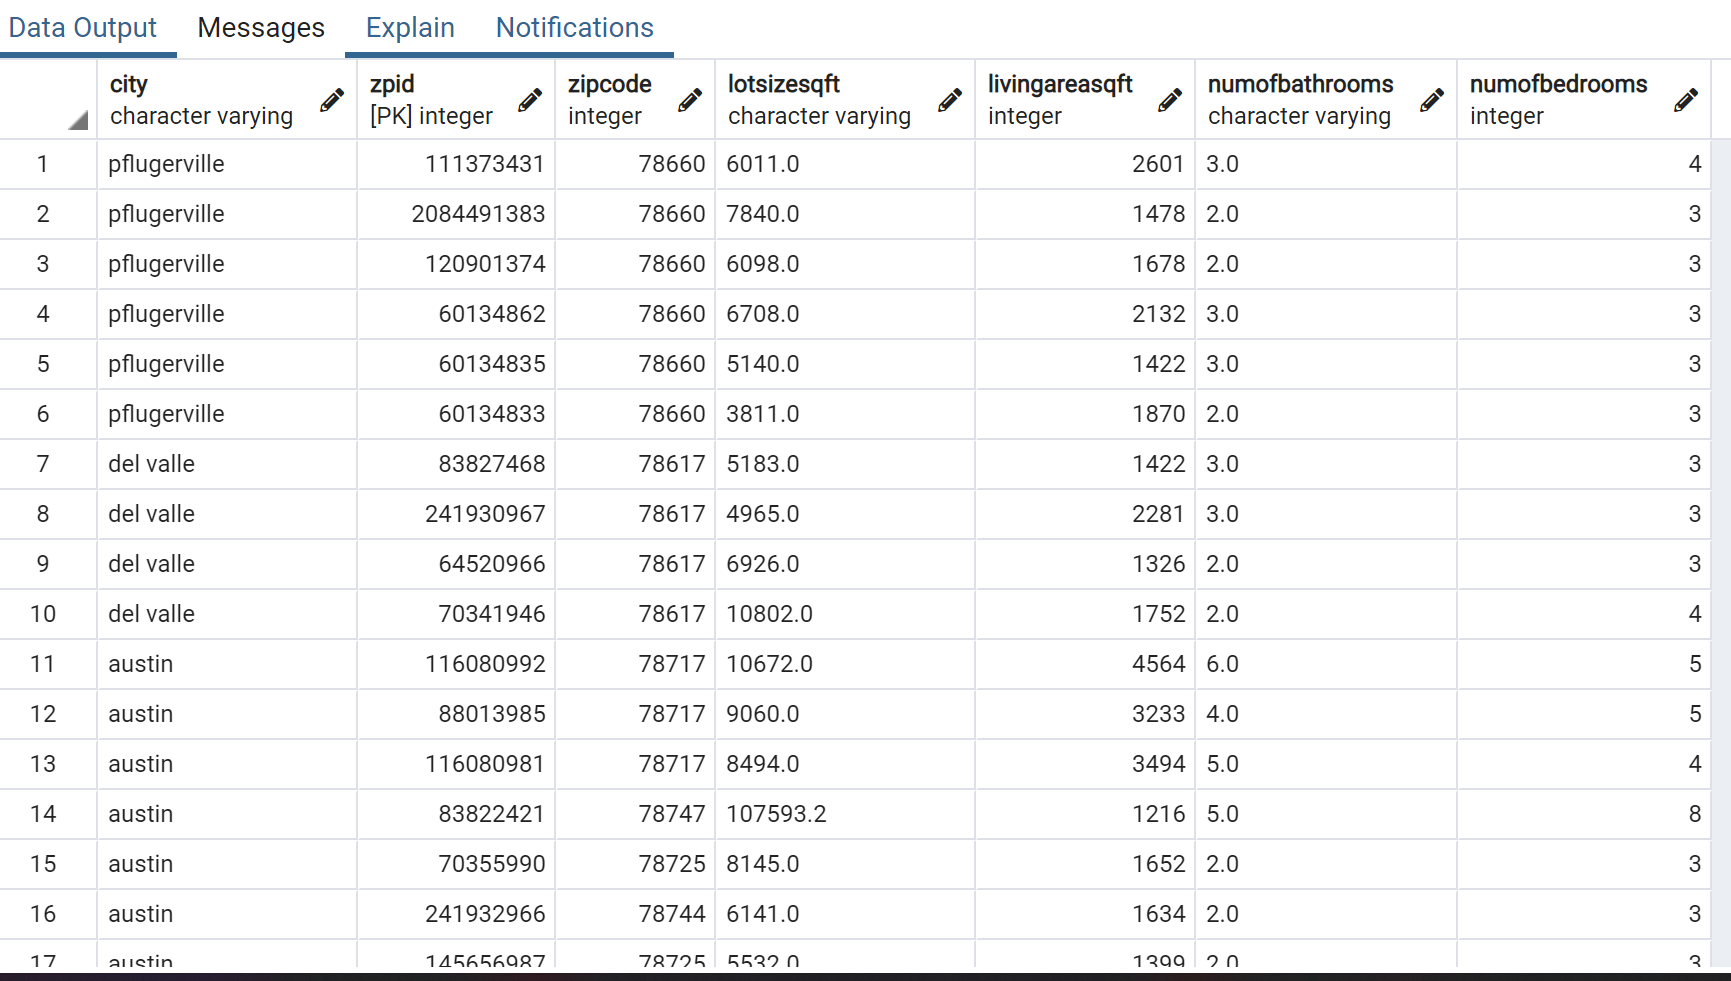 Data Output Messages Explain Notifications
city zpid zipcode lotsizesqft livingareasqft numofbathrooms numofbedrooms
character varying [PK] integer integer character varying integer character varying integer
1 pflugerville 111373431 78660 6011.0 2601 3.0 4
2 pflugerville 2084491383 78660 7840.0 1478 2.0 3
3 pflugerville 120901374 78660 6098.0 1678 2.0 3
4 pflugerville 60134862 78660 6708.0 2132 3.0 3
5 pflugerville 60134835 78660 5140.0 1422 3.0 3
6 pflugerville 60134833 78660 3811.0 1870 2.0 3
7 del valle 83827468 78617 5183.0 1422 3.0 3
8 del valle 241930967 78617 4965.0 2281 3.0 3
9 del valle 64520966 78617 6926.0 1326 2.0 3
10 del valle 70341946 78617 10802.0 1752 2.0 4
11 austin 116080992 78717 10672.0 4564 6.0 5
12 austin 88013985 78717 9060.0 3233 4.0 5
13 austin 116080981 78717 8494.0 3494 5.0 4
14 austin 83822421 78747 107593.2 1216 5.0 8
15 austin 70355990 78725 8145.0 1652 2.0 3
16 austin 241932966 78744 6141.0 1634 2.0 3
17 austin 145656987 78725 5532.0 1399 2.0 3